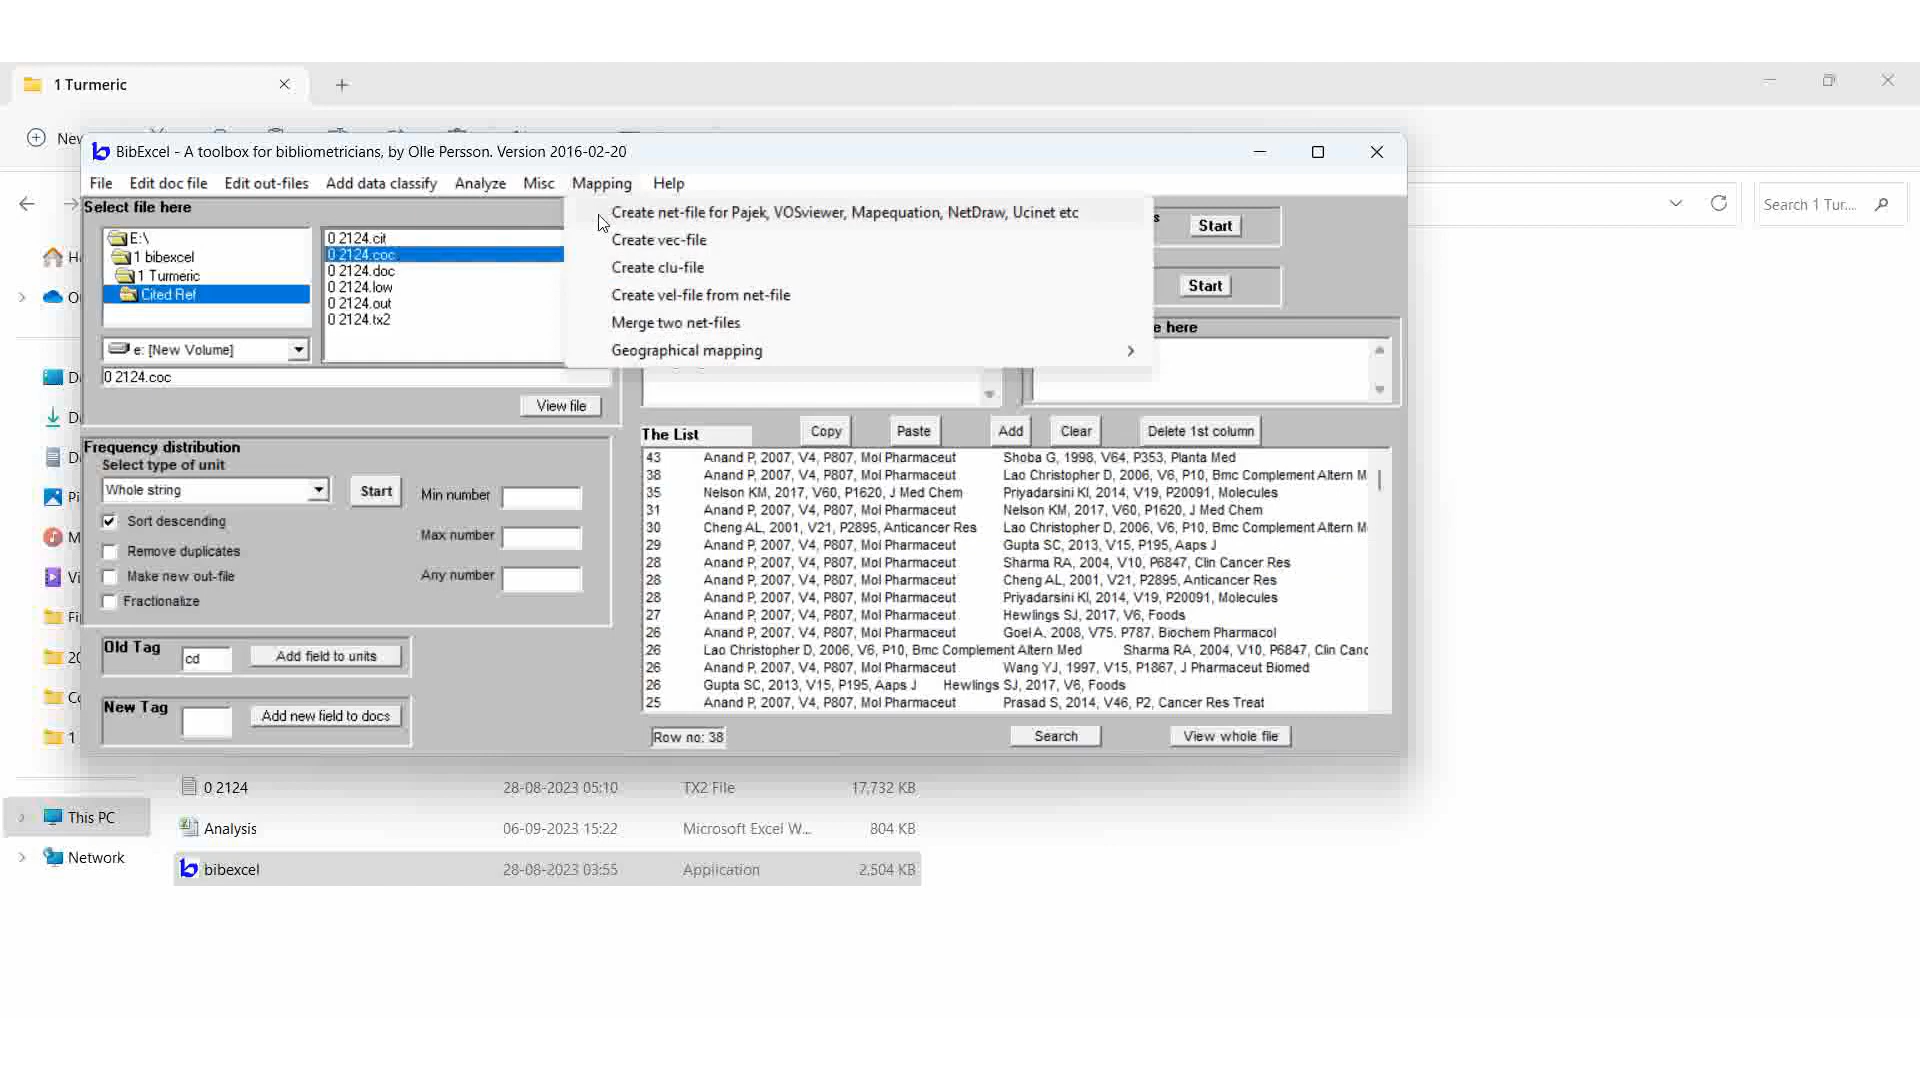 1 Turmeric
New
BibExcel - A toolbox for bibliometricians, by Olle Persson. Version 2016-02-20
File Edit doc file Edit out-files Add data classify Analyze Misc Mapping Help
Search 1 Tur...
Select file here
E:\
1 bibexcel
1 Turmeric
Cited Ref
e: [New Volume]
0 2124.cit
0 2124.coc
0 2124.doc
0 2124.low
0 2124.out
0 2124.tx2
0 2124.coc
View file
Create net-file for Pajek, VOSviewer, Mapequation, NetDraw, Ucinet etc
Create vec-file
Create clu-file
Create vel-file from net-file
Merge two net-files
Geographical mapping
Start
Start
e here
Frequency distribution
Select type of unit
Whole string
Start
Sort descending
Remove duplicates
Make new out-file
Fractionalize
Min number
Max number
Any number
Old Tag
cd
Add field to units
New Tag
Add new field to docs
The List
Copy Paste Add Clear Delete 1st column
43 Anand P, 2007, V4, P807, Mol Pharmaceut Shoba G, 1998, V64, P353, Planta Med
38 Anand P, 2007, V4, P807, Mol Pharmaceut Lao Christopher D, 2006, V6, P10, Bmc Complement Altern M
35 Nelson KM, 2017, V60, P1620, J Med Chem Priyadarsini KI, 2014, V19, P20091, Molecules
31 Anand P, 2007, V4, P807, Mol Pharmaceut Nelson KM, 2017, V60, P1620, J Med Chem
30 Cheng AL, 2001, V21, P2895, Anticancer Res Lao Christopher D, 2006, V6, P10, Bmc Complement Altern M
29 Anand P, 2007, V4, P807, Mol Pharmaceut Gupta SC, 2013, V15, P195, Aaps J
28 Anand P, 2007, V4, P807, Mol Pharmaceut Sharma RA, 2004, V10, P6847, Clin Cancer Res
28 Anand P, 2007, V4, P807, Mol Pharmaceut Cheng AL, 2001, V21, P2895, Anticancer Res
28 Anand P, 2007, V4, P807, Mol Pharmaceut Priyadarsini KI, 2014, V19, P20091, Molecules
27 Anand P, 2007, V4, P807, Mol Pharmaceut Hewlings SJ, 2017, V6, Foods
26 Anand P, 2007, V4, P807, Mol Pharmaceut Goel A, 2008, V75, P787, Biochem Pharmacol
26 Lao Christopher D, 2006, V6, P10, Bmc Complement Altern Med Sharma RA, 2004, V10, P6847, Clin Canc
26 Anand P, 2007, V4, P807, Mol Pharmaceut Wang YJ, 1997, V15, P1867, J Pharmaceut Biomed
26 Gupta SC, 2013, V15, P195, Aaps J Hewlings SJ, 2017, V6, Foods
25 Anand P, 2007, V4, P807, Mol Pharmaceut Prasad S, 2014, V46, P2, Cancer Res Treat
Row no: 38
Search
View whole file
0 2124 28-08-2023 05:10 TX2 File 17,732 KB
This PC
Analysis 06-09-2023 15:22 Microsoft Excel W... 804 KB
Network
bibexcel 28-08-2023 03:55 Application 2,504 KB